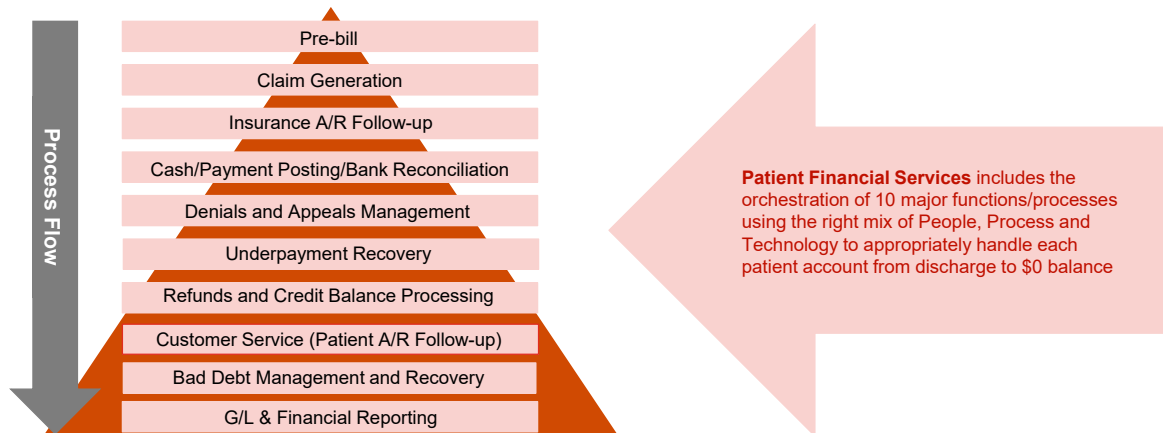 Process Flow
Pre-bill
Claim Generation
Insurance A/R Follow-up
Cash/Payment Posting/Bank Reconciliation
Denials and Appeals Management
Underpayment Recovery
Refunds and Credit Balance Processing
Customer Service (Patient A/R Follow-up)
Bad Debt Management and Recovery
G/L & Financial Reporting
Patient Financial Services includes the
orchestration of 10 major functions/processes
using the right mix of People, Process and
Technology to appropriately handle each
patient account from discharge to $0 balance